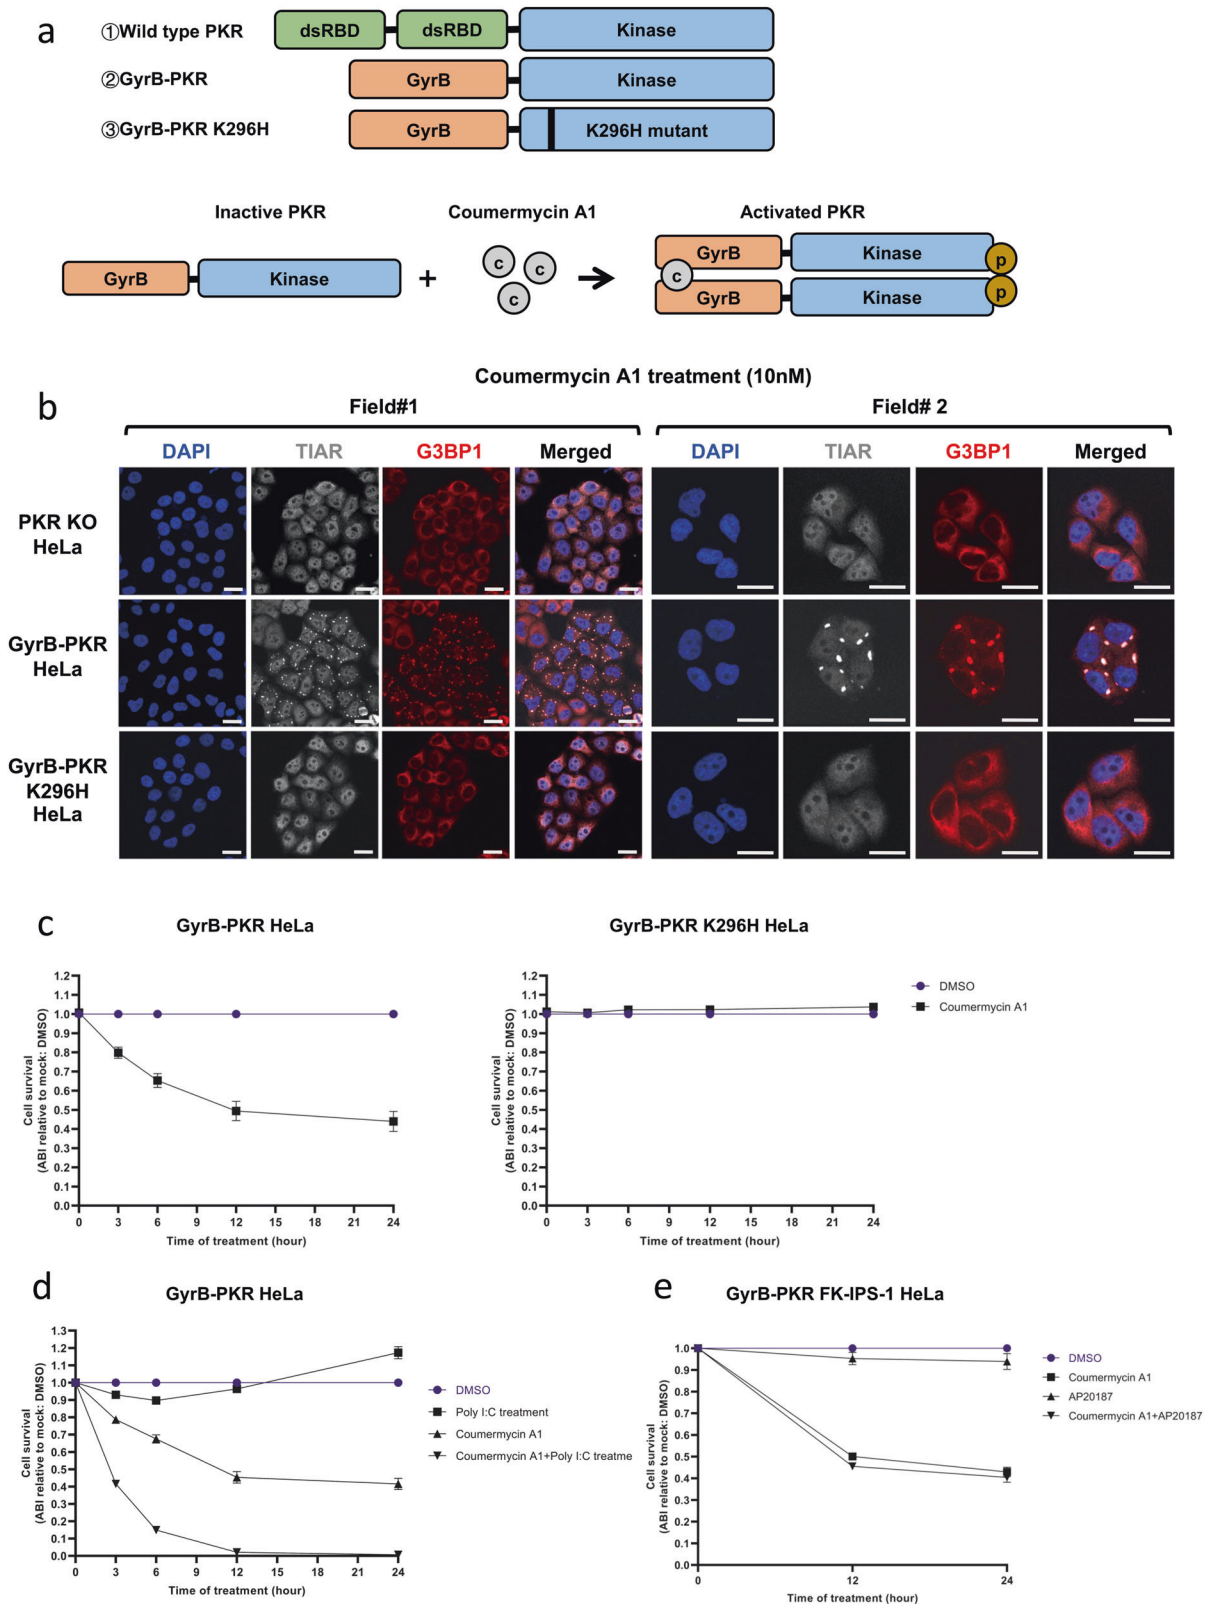 a
①Wild type PKR dsRBD dsRBD Kinase
②GyrB-PKR GyrB Kinase
③GyrB-PKR K296H GyrB K296H mutant
Inactive PKR Coumermycin A1 Activated PKR
GyrB Kinase + c c c GyrB Kinase p
c GyrB Kinase p
b
Coumermycin A1 treatment (10nM)
Field#1 Field# 2
DAPI TIAR G3BP1 Merged DAPI TIAR G3BP1 Merged
PKR KO
HeLa
GyrB-PKR
HeLa
GyrB-PKR
K296H
HeLa
c
GyrB-PKR HeLa
Cell survival
(ABI relative to mock: DMSO)
1.2
1.1
1.0
0.9
0.8
0.7
0.6
0.5
0.4
0.3
0.2
0.1
0.0
0 3 6 9 12 15 18 21 24
Time of treatment (hour)
GyrB-PKR K296H HeLa
Cell survival
(ABI relative to mock: DMSO)
1.2
1.1
1.0
0.9
0.8
0.7
0.6
0.5
0.4
0.3
0.2
0.1
0.0
0 3 6 9 12 15 18 21 24
Time of treatment (hour)
DMSO
Coumermycin A1
d
GyrB-PKR HeLa
Cell survival
(ABI relative to mock: DMSO)
1.3
1.2
1.1
1.0
0.9
0.8
0.7
0.6
0.5
0.4
0.3
0.2
0.1
0.0
0 3 6 9 12 15 18 21 24
Time of treatment (hour)
DMSO
Poly I:C treatment
Coumermycin A1
Coumermycin A1+Poly I:C treatme
e
GyrB-PKR FK-IPS-1 HeLa
Cell survival
(ABI relative to mock: DMSO)
1.0
0.9
0.8
0.7
0.6
0.5
0.4
0.3
0.2
0.1
0.0
0 12 24
Time of treatment (hour)
DMSO
Coumermycin A1
AP20187
Coumermycin A1+AP20187